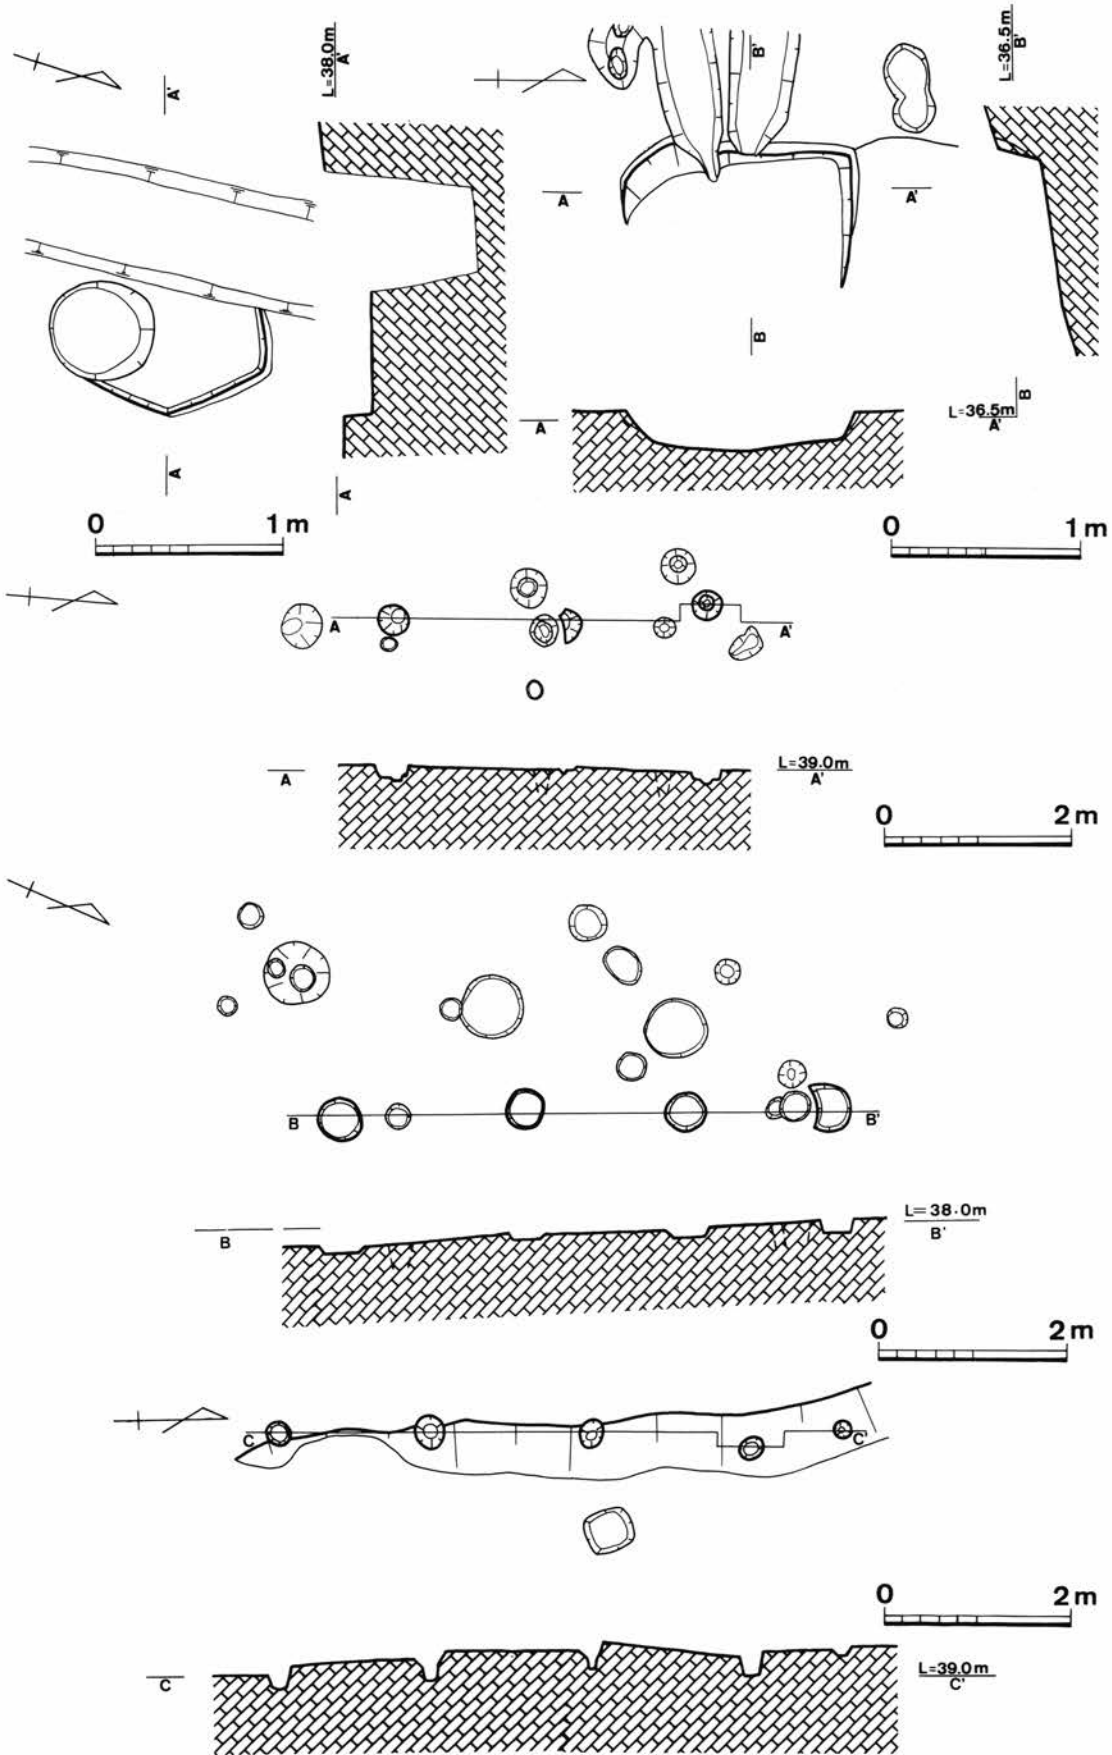 L=38.0m
A'
A'
A
A
0 1m
L=36.5m
B'
B'
A A'
B
B
A
L=36.5m
A'
0 1m
A A'
A
L=39.0m
A'
0 2m
B B'
B
L=38.0m
B'
0 2m
C C'
0 2m
C
L=39.0m
C'